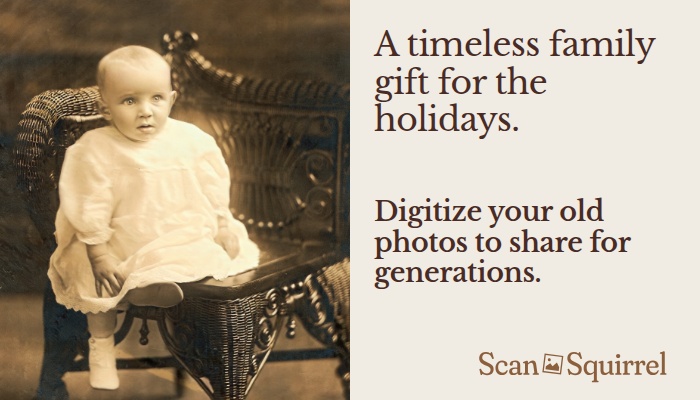 A timeless family
gift for the
holidays.
Digitize your old
photos to share for
generations.
Scan Squirrel